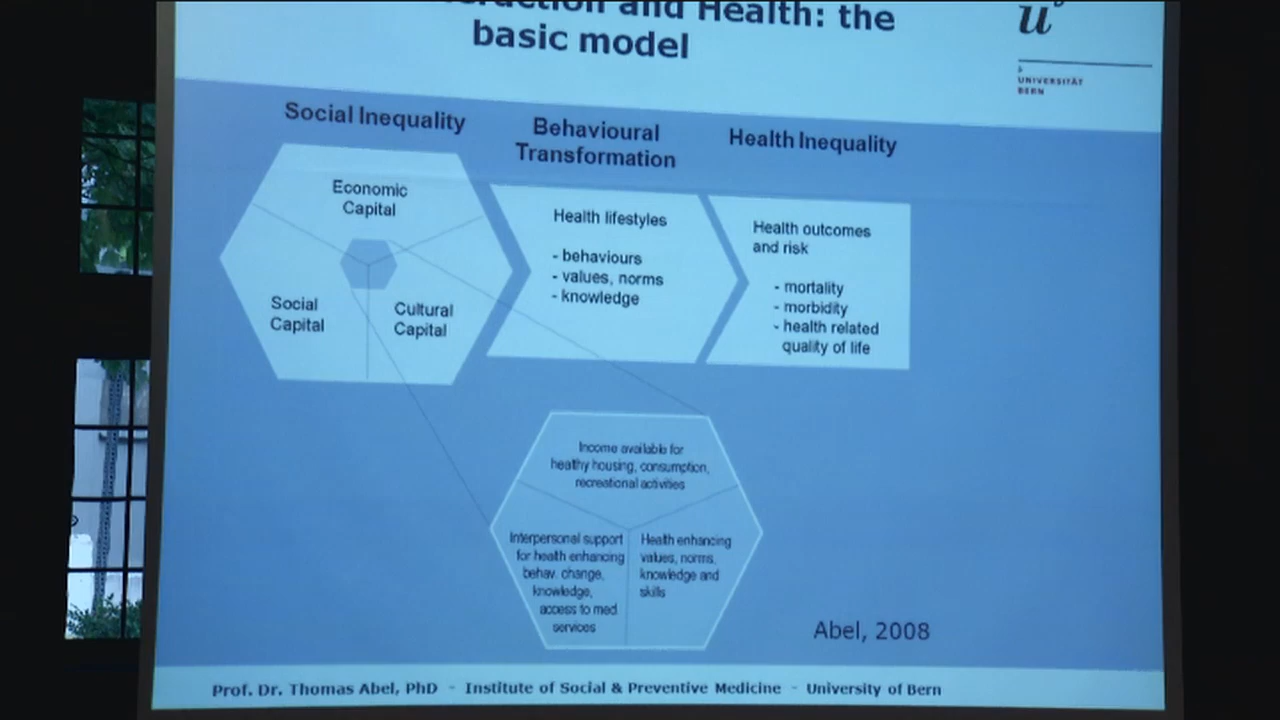 and Health: the
basic model
u
UNIVERSITÄT
BERN
Social Inequality
Behavioural
Transformation
Health Inequality
Economic
Capital
Social
Capital
Cultural
Capital
Health lifestyles
- behaviours
- values, norms
- knowledge
Health outcomes
and risk
- mortality
- morbidity
- health related
quality of life
Income available for
healthy housing, consumption,
recreational activities
Interpersonal support
for health enhancing
behav. change,
knowledge,
access to med.
services
Health enhancing
values, norms,
knowledge and
skills
Abel, 2008
Prof. Dr. Thomas Abel, PhD - Institute of Social & Preventive Medicine - University of Bern